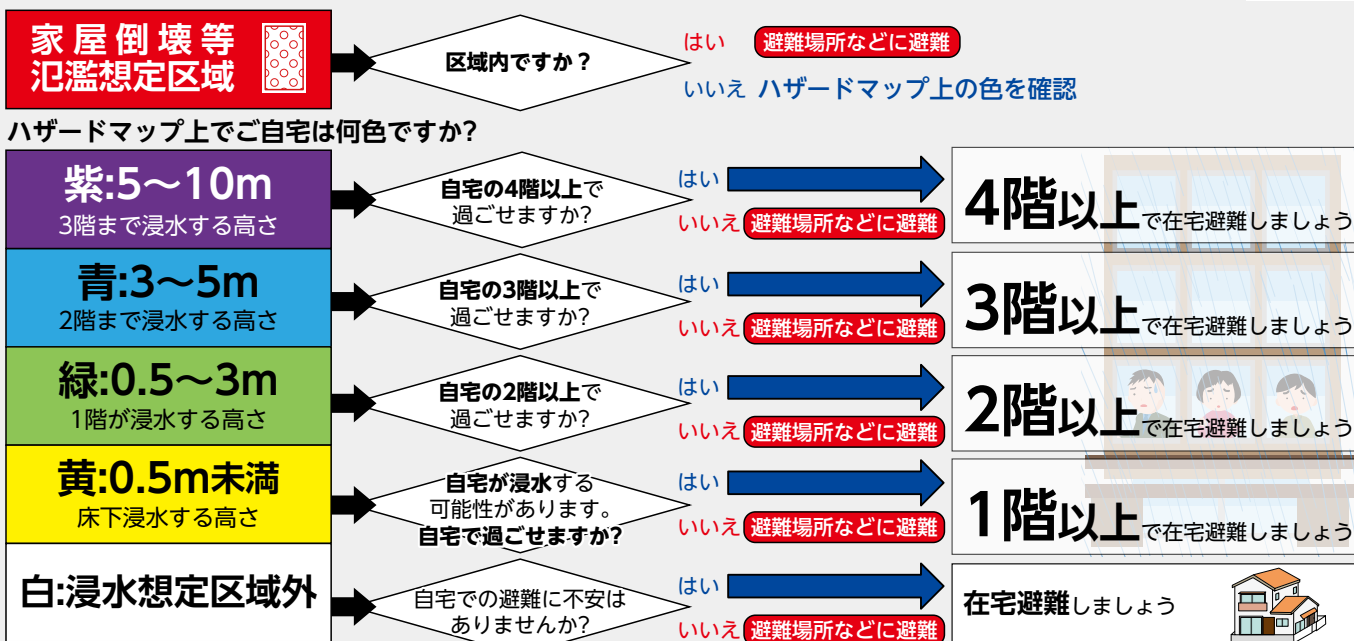 家屋倒壊等
氾濫想定区域
区域内ですか？
はい 避難場所などに避難
いいえ ハザードマップ上の色を確認
ハザードマップ上でご自宅は何色ですか?
紫:5〜10m
3階まで浸水する高さ
自宅の4階以上で
過ごせますか?
はい
いいえ 避難場所などに避難
4階以上で在宅避難しましょう
青:3〜5m
2階まで浸水する高さ
自宅の3階以上で
過ごせますか?
はい
いいえ 避難場所などに避難
3階以上で在宅避難しましょう
緑:0.5〜3m
1階が浸水する高さ
自宅の2階以上で
過ごせますか?
はい
いいえ 避難場所などに避難
2階以上で在宅避難しましょう
黄:0.5m未満
床下浸水する高さ
自宅が浸水する
可能性があります。
自宅で過ごせますか?
はい
いいえ 避難場所などに避難
1階以上で在宅避難しましょう
白:浸水想定区域外
自宅での避難に不安は
ありませんか?
はい
いいえ 避難場所などに避難
在宅避難しましょう